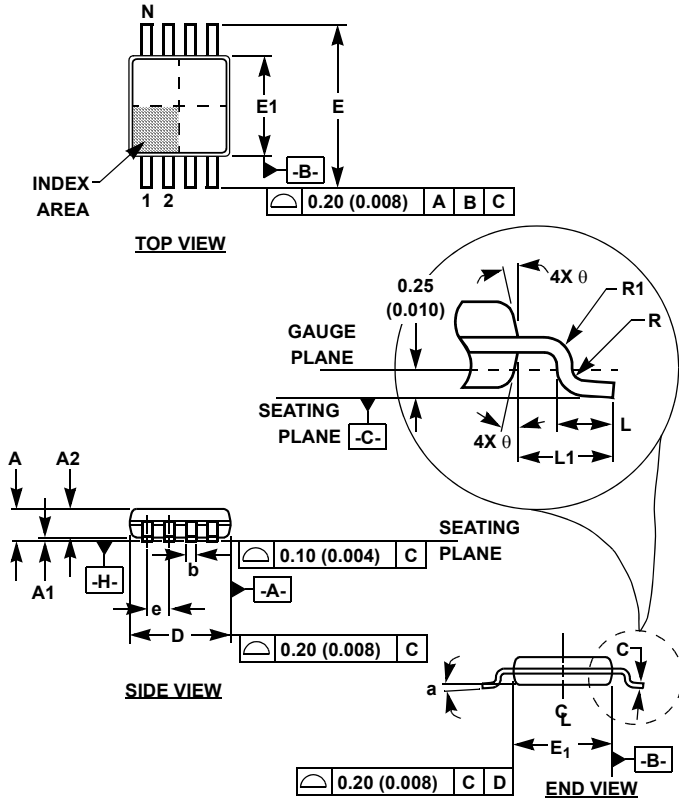 N
E1
E
-B-
INDEX
AREA
1 2
0.20 (0.008) A B C
TOP VIEW
0.25
(0.010)
4X θ
R1
R
GAUGE
PLANE
SEATING
PLANE
-C-
4X θ
L
L1
A A2
SEATING
PLANE
A1
-H-
b
0.10 (0.004) C
-A-
e
D
0.20 (0.008) C
SIDE VIEW
C
a
CL
E1
-B-
0.20 (0.008) C D
END VIEW